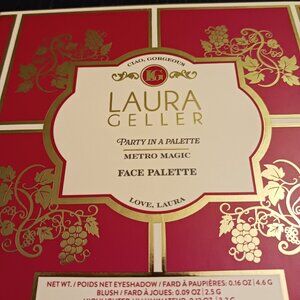 CIAO, GORGEOUS
LG
LAURA
GELLER
PARTY IN A PALETTE
METRO MAGIC
FACE PALETTE
LOVE, LAURA
NET WT. / POIDS NET EYESHADOW / FARD À PAUPIÈRES: 0.16 OZ | 4.6 G
BLUSH / FARD À JOUES: 0.09 OZ | 2.5 G